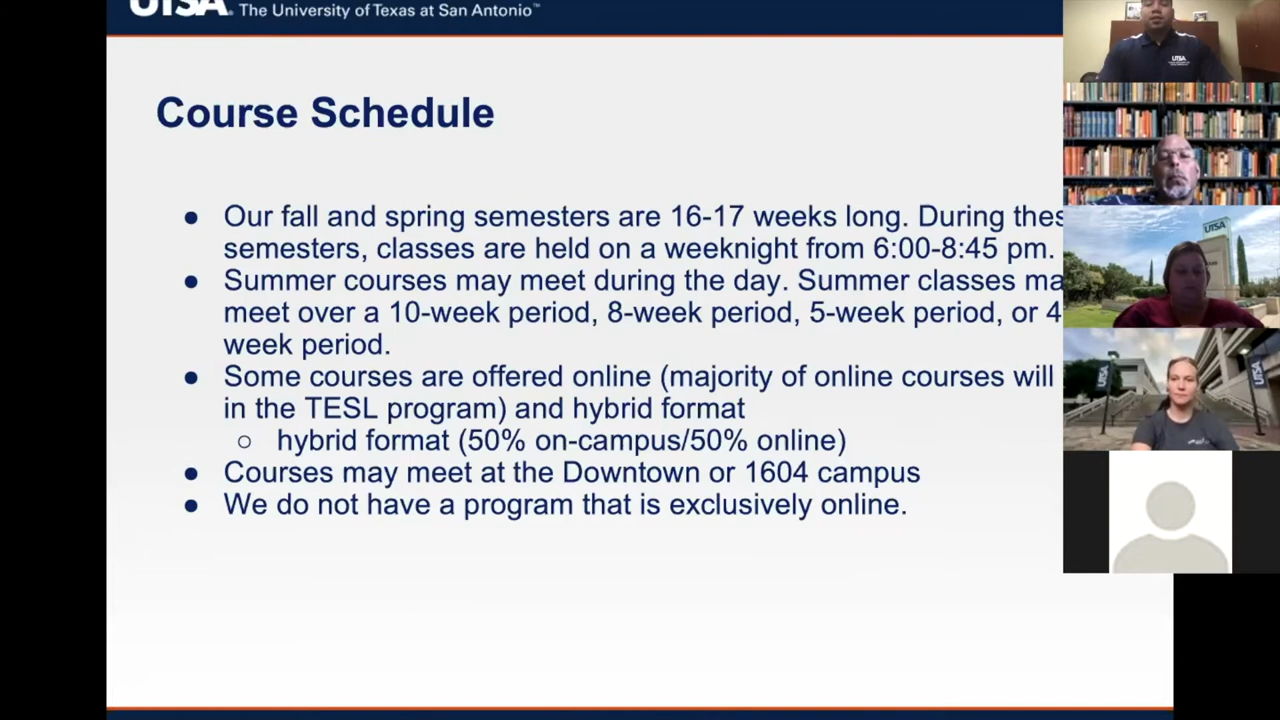 UTSA. The University of Texas at San Antonio™
Course Schedule
● Our fall and spring semesters are 16-17 weeks long. During thes
semesters, classes are held on a weeknight from 6:00-8:45 pm.
● Summer courses may meet during the day. Summer classes ma
meet over a 10-week period, 8-week period, 5-week period, or 4
week period.
● Some courses are offered online (majority of online courses will
in the TESL program) and hybrid format
○ hybrid format (50% on-campus/50% online)
● Courses may meet at the Downtown or 1604 campus
● We do not have a program that is exclusively online.
UTSA
UTSA
UTSA
UTSA